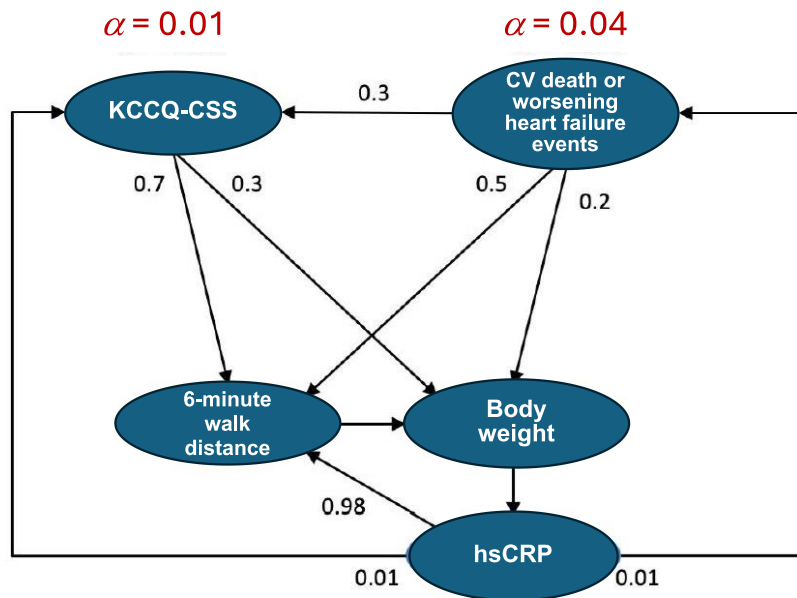 α = 0.01
α = 0.04
KCCQ-CSS
0.3
CV death or
worsening
heart failure
events
0.7
0.3
0.5
0.2
6-minute
walk
distance
Body
weight
0.98
hsCRP
0.01
0.01